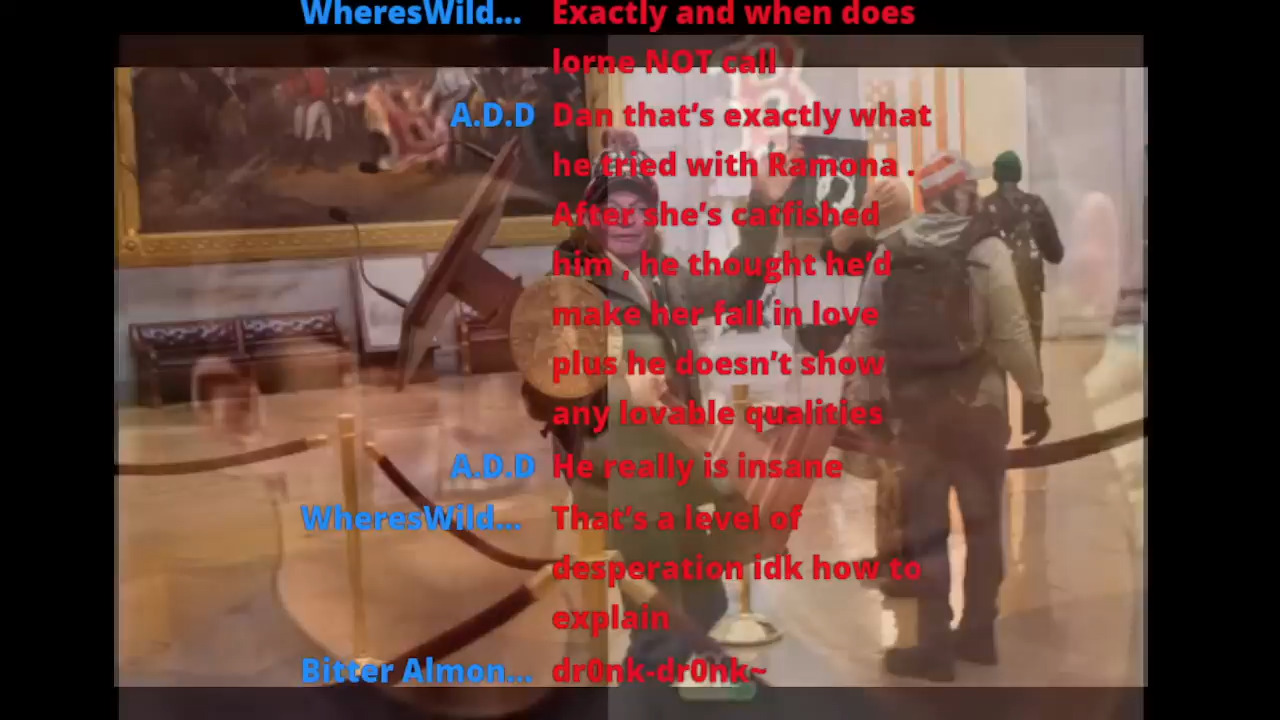 WheresWild... Exactly and when does
lorne NOT call
A.D.D Dan that's exactly what
he tried with Ramona .
After she's catfished
him , he thought he'd
make her fall in love
plus he doesn't show
any lovable qualities
A.D.D He really is insane
WheresWild... That's a level of
desperation idk how to
explain
Bitter Almon... dr0nk-dr0nk~